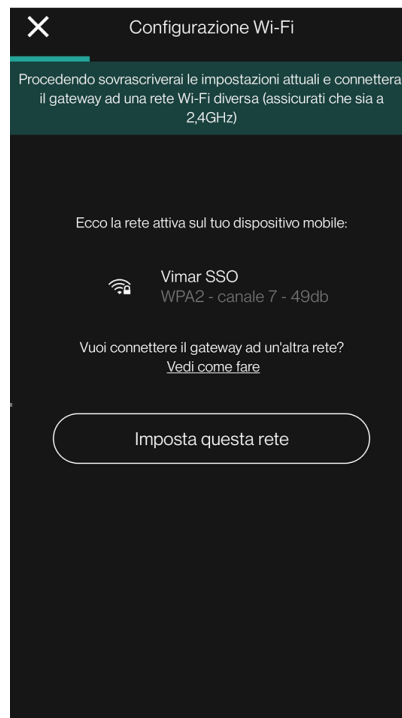 Configurazione Wi-Fi
Procedendo sovrascriverai le impostazioni attuali e connettera
il gateway ad una rete Wi-Fi diversa (assicurati che sia a
2,4GHz)
Ecco la rete attiva sul tuo dispositivo mobile:
Vimar SSO
WPA2 - canale 7 - 49db
Vuoi connettere il gateway ad un'altra rete?
Vedi come fare
Imposta questa rete